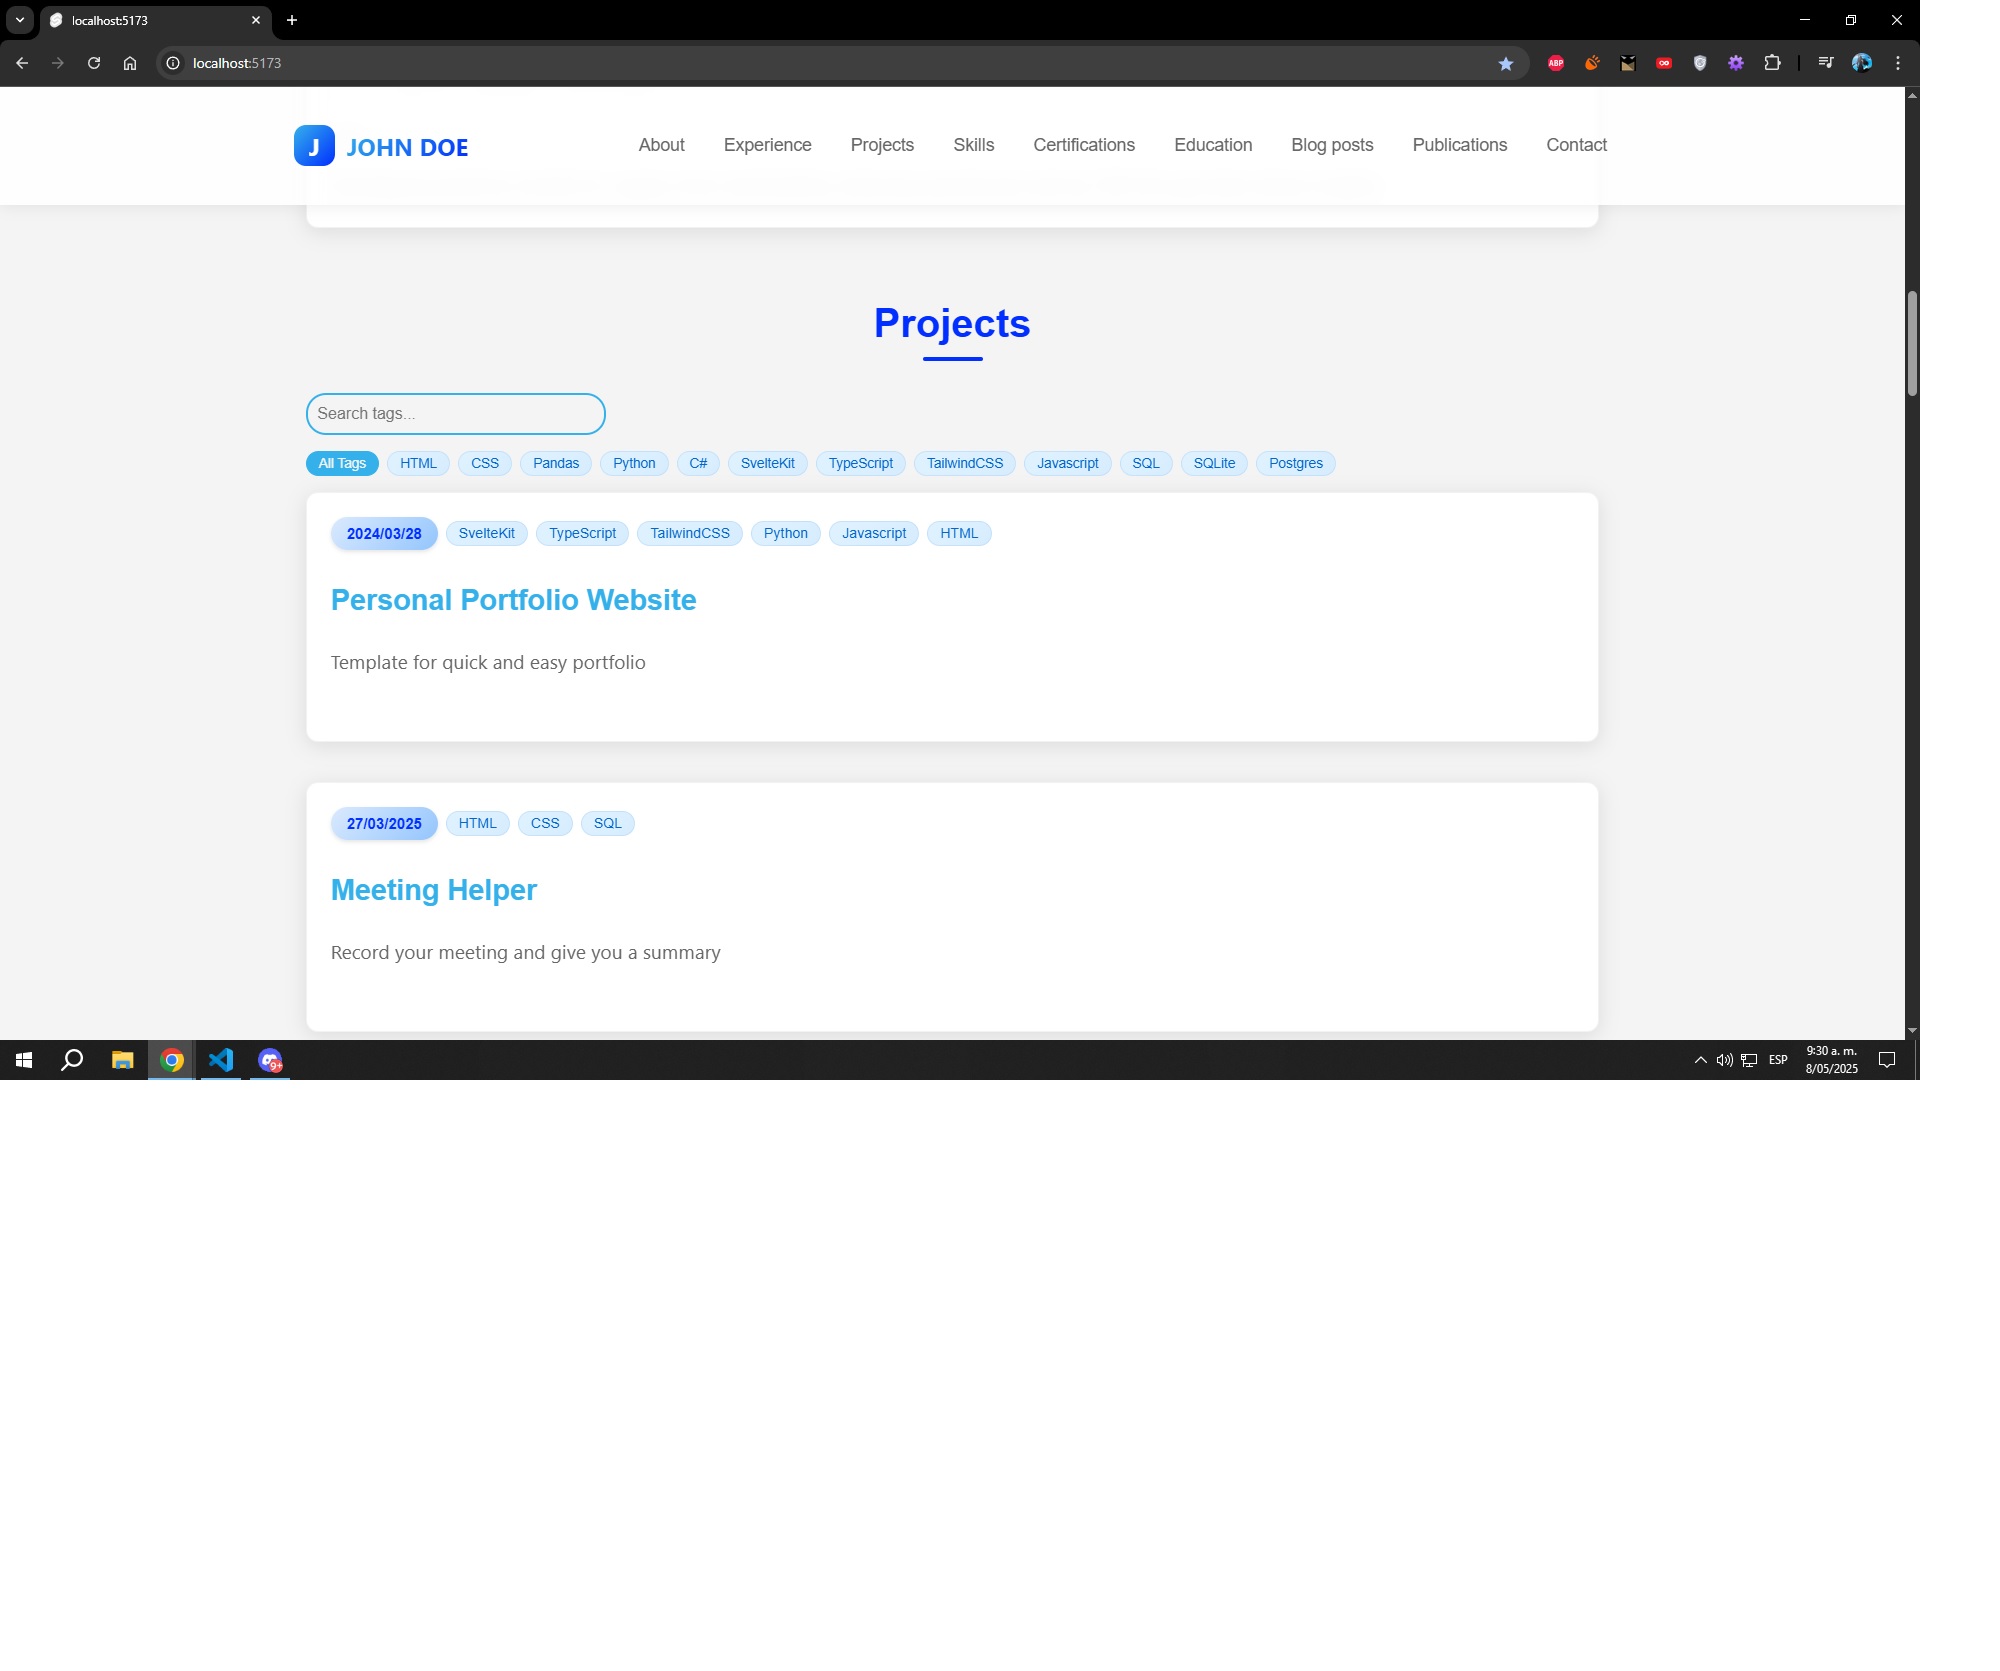 localhost:5173
localhost:5173
ABP
J JOHN DOE
About Experience Projects Skills Certifications Education Blog posts Publications Contact
Projects
Search tags...
All Tags HTML CSS Pandas Python C# SvelteKit TypeScript TailwindCSS Javascript SQL SQLite Postgres
2024/03/28 SvelteKit TypeScript TailwindCSS Python Javascript HTML
Personal Portfolio Website
Template for quick and easy portfolio
27/03/2025 HTML CSS SQL
Meeting Helper
Record your meeting and give you a summary
9+
ESP
9:30 a. m.
8/05/2025